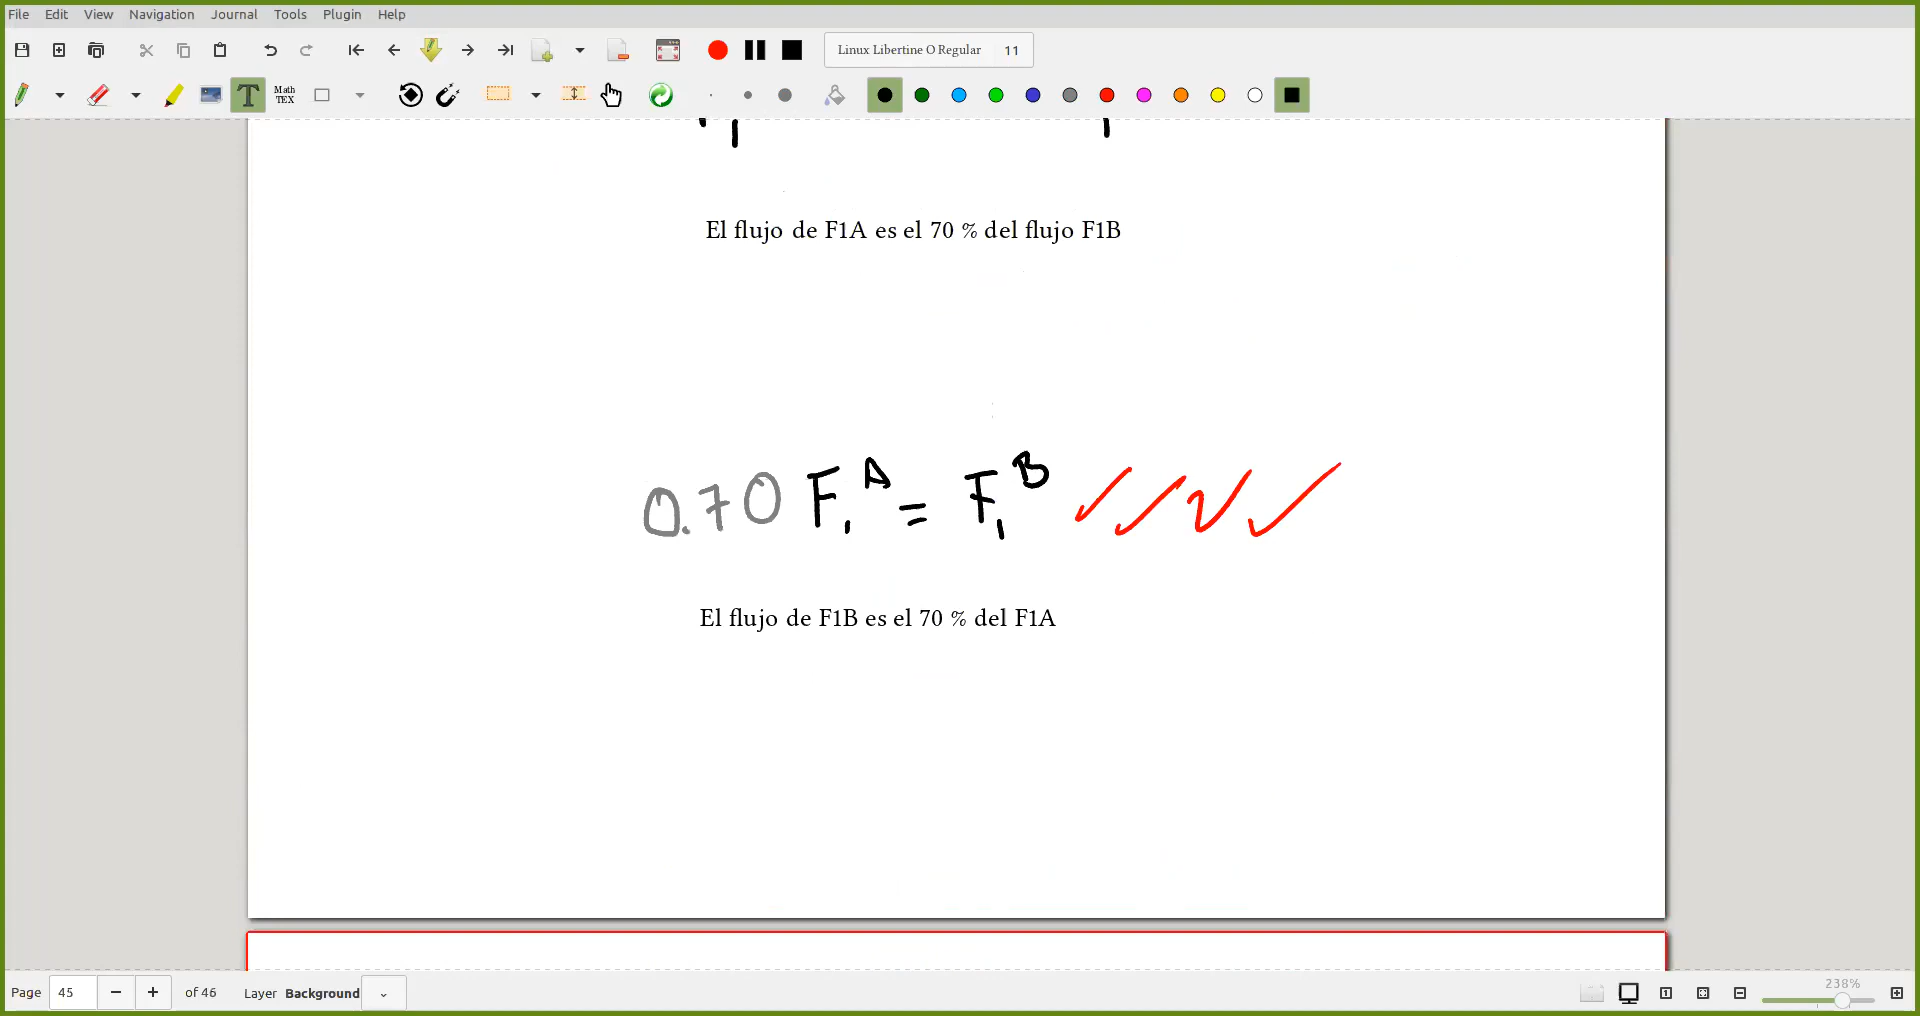 File Edit View Navigation Journal Tools Plugin Help
Linux Libertine O Regular 11
T Math TEX
El flujo de F1A es el 70 % del flujo F1B
0.70 F₁ᴬ = F₁ᴮ
El flujo de F1B es el 70 % del F1A
238%
Page 45 − + of 46 Layer Background